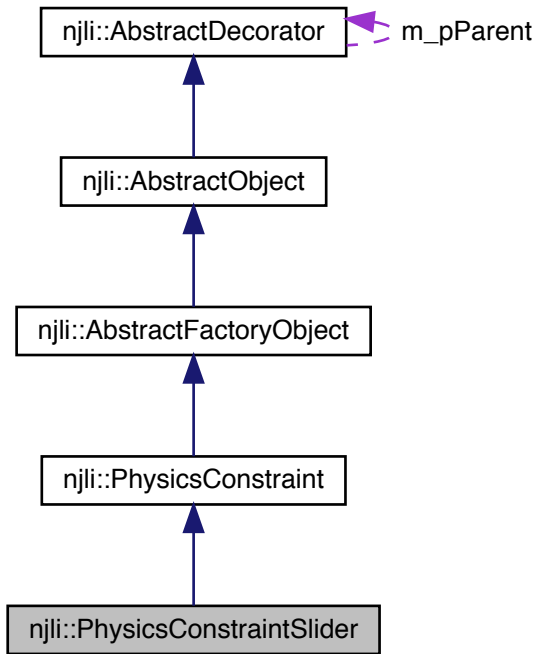 njli::AbstractDecorator
m_pParent
njli::AbstractObject
njli::AbstractFactoryObject
njli::PhysicsConstraint
njli::PhysicsConstraintSlider